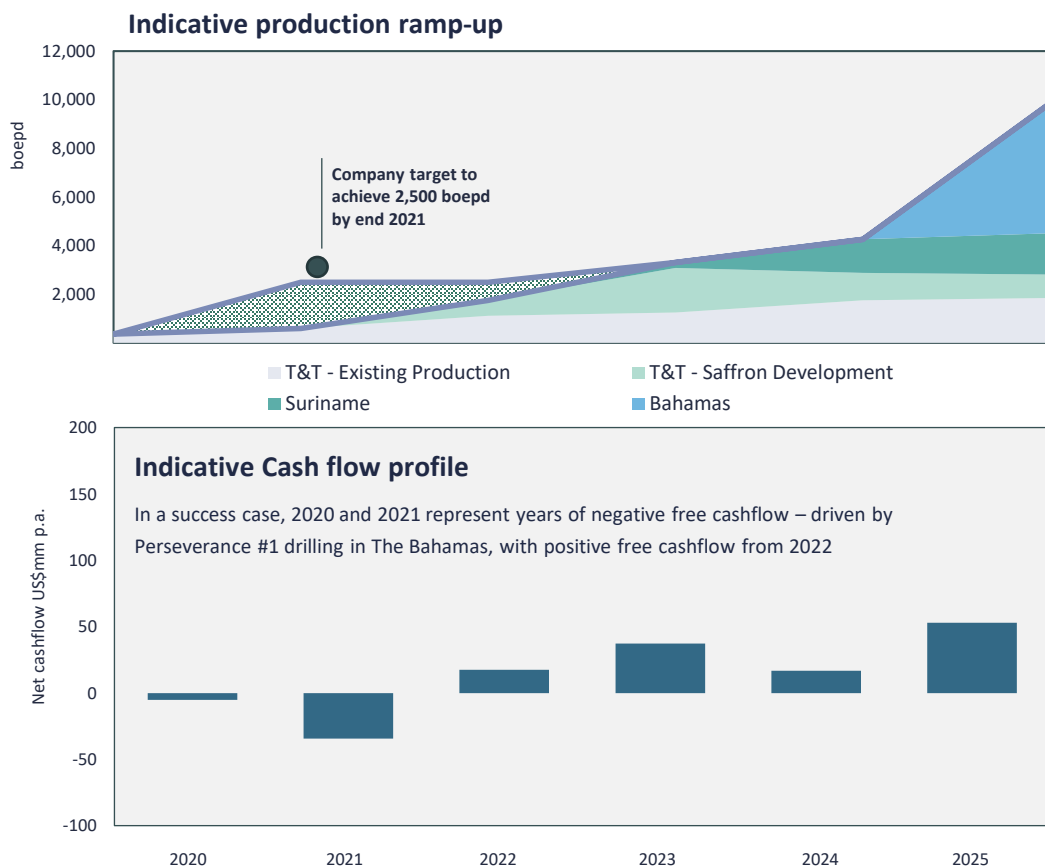 Indicative production ramp-up
12,000
10,000
8,000
6,000
4,000
2,000
boepd
Company target to
achieve 2,500 boepd
by end 2021
T&T - Existing Production
T&T - Saffron Development
Suriname
Bahamas
200
150
100
50
0
-50
-100
Net cashflow US$mm p.a.
Indicative Cash flow profile
In a success case, 2020 and 2021 represent years of negative free cashflow – driven by
Perseverance #1 drilling in The Bahamas, with positive free cashflow from 2022
2020
2021
2022
2023
2024
2025